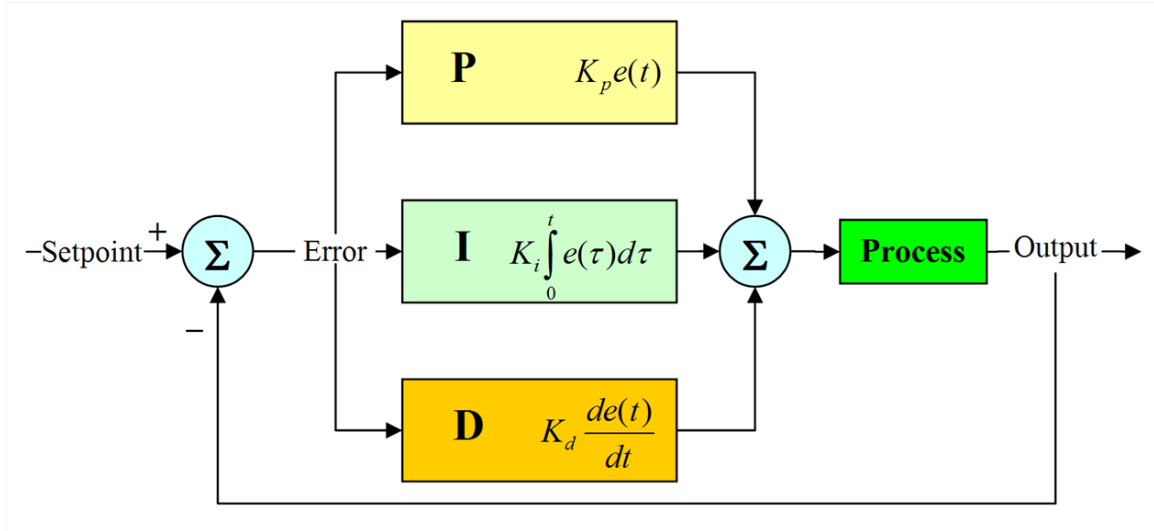 P K_p e(t)
–Setpoint + Σ Error I K_i ∫_0^t e(τ)dτ Σ Process Output
–
D K_d de(t)/dt